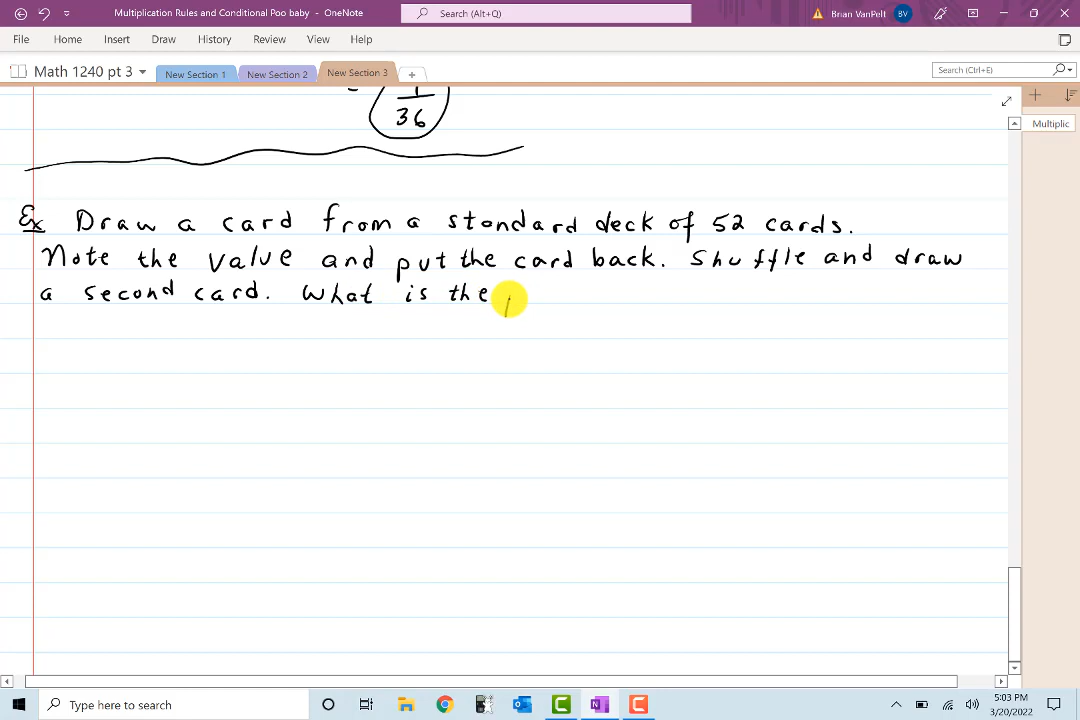 Multiplication Rules and Conditional Poo baby - OneNote
Search (Alt+Q)
Brian VanPelt
BV
File Home Insert Draw History Review View Help
Math 1240 pt 3
New Section 1
New Section 2
New Section 3
Search (Ctrl+E)
Multiplic
1
36
Ex Draw a card from a standard deck of 52 cards.
Note the value and put the card back. Shuffle and draw
a second card. What is the
Type here to search
5:03 PM
3/20/2022